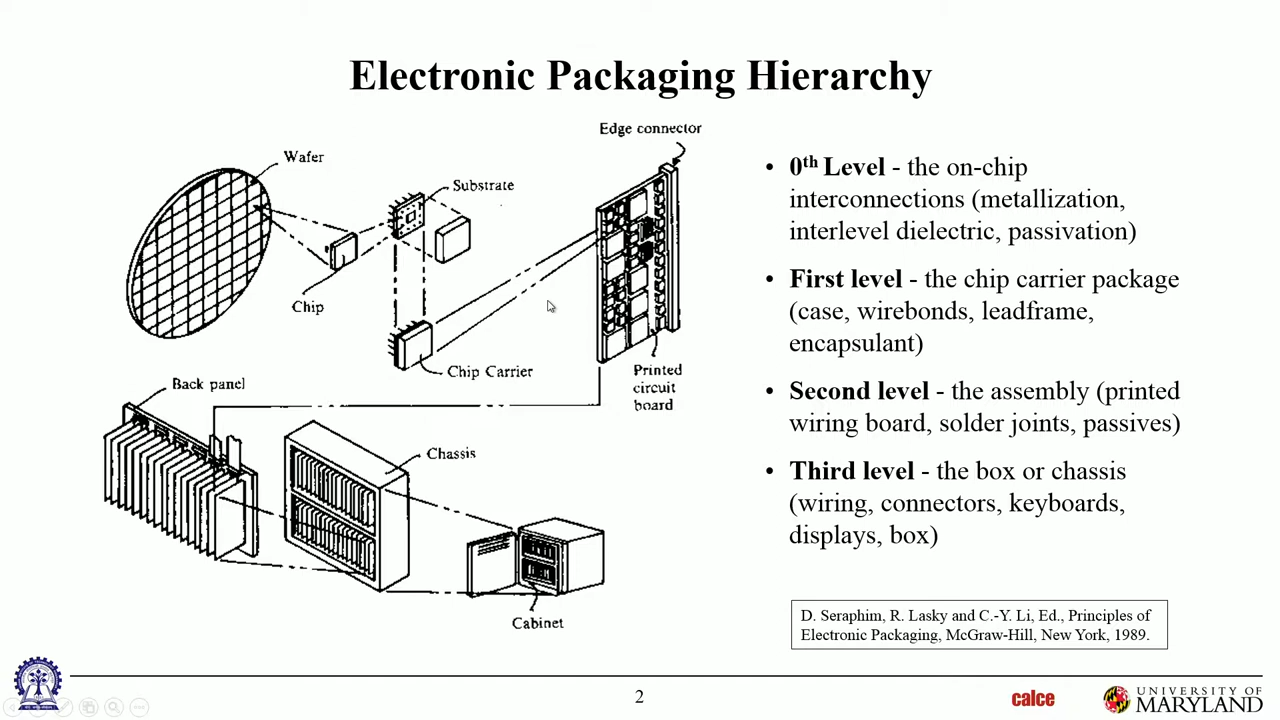 Electronic Packaging Hierarchy
Edge connector
Wafer
Substrate
Chip
Chip Carrier
Printed
circuit
board
Back panel
Chassis
Cabinet
• 0th Level - the on-chip
interconnections (metallization,
interlevel dielectric, passivation)
• First level - the chip carrier package
(case, wirebonds, leadframe,
encapsulant)
• Second level - the assembly (printed
wiring board, solder joints, passives)
• Third level - the box or chassis
(wiring, connectors, keyboards,
displays, box)
D. Seraphim, R. Lasky and C.-Y. Li, Ed., Principles of
Electronic Packaging, McGraw-Hill, New York, 1989.
2
calce
UNIVERSITY OF
MARYLAND